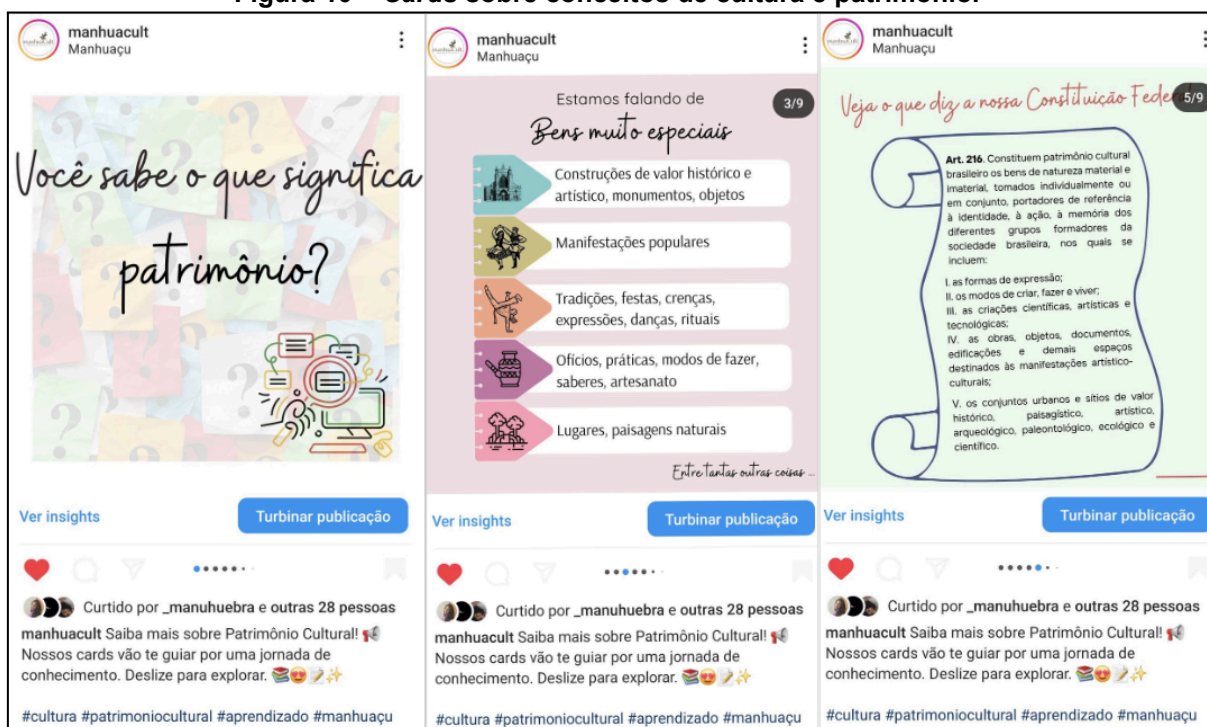 Figura 10 – Cards sobre conceitos de cultura e patrimônio.
manhuacult
Manhuaçu
Você sabe o que significa
patrimônio?
Ver insights
Turbinar publicação
Curtido por _manuhuebra e outras 28 pessoas
manhuacult Saiba mais sobre Patrimônio Cultural! 📢
Nossos cards vão te guiar por uma jornada de
conhecimento. Deslize para explorar. 📚😍📝✨
#cultura #patrimoniocultural #aprendizado #manhuaçu
manhuacult
Manhuaçu
3/9
Estamos falando de
Bens muito especiais
Construções de valor histórico e
artístico, monumentos, objetos
Manifestações populares
Tradições, festas, crenças,
expressões, danças, rituais
Ofícios, práticas, modos de fazer,
saberes, artesanato
Lugares, paisagens naturais
Entre tantas outras coisas ...
Ver insights
Turbinar publicação
Curtido por _manuhuebra e outras 28 pessoas
manhuacult Saiba mais sobre Patrimônio Cultural! 📢
Nossos cards vão te guiar por uma jornada de
conhecimento. Deslize para explorar. 📚😍📝✨
#cultura #patrimoniocultural #aprendizado #manhuaçu
manhuacult
Manhuaçu
5/9
Veja o que diz a nossa Constituição Feder
Art. 216. Constituem patrimônio cultural
brasileiro os bens de natureza material e
imaterial, tomados individualmente ou
em conjunto, portadores de referência
à identidade, à ação, à memória dos
diferentes grupos formadores da
sociedade brasileira, nos quais se
incluem:
I. as formas de expressão;
II. os modos de criar, fazer e viver;
III. as criações científicas, artísticas e
tecnológicas;
IV. as obras, objetos, documentos,
edificações e demais espaços
destinados às manifestações artístico-
culturais;
V. os conjuntos urbanos e sítios de valor
histórico, paisagístico, artístico,
arqueológico, paleontológico, ecológico e
científico.
Ver insights
Turbinar publicação
Curtido por _manuhuebra e outras 28 pessoas
manhuacult Saiba mais sobre Patrimônio Cultural! 📢
Nossos cards vão te guiar por uma jornada de
conhecimento. Deslize para explorar. 📚😍📝✨
#cultura #patrimoniocultural #aprendizado #manhuaçu